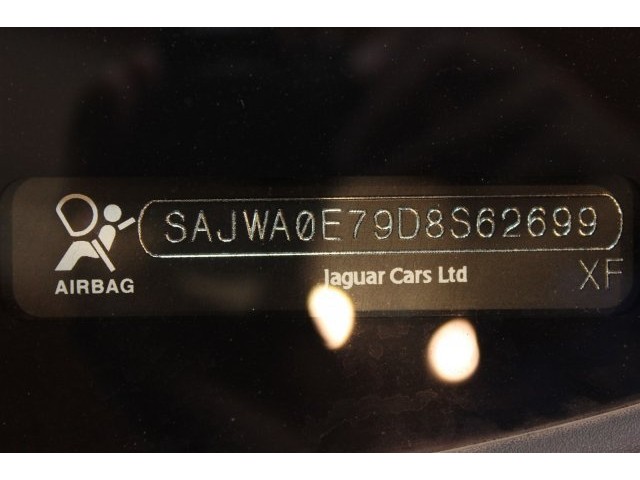 SAJWA0E79D8S62699
AIRBAG
Jaguar Cars Ltd
XF